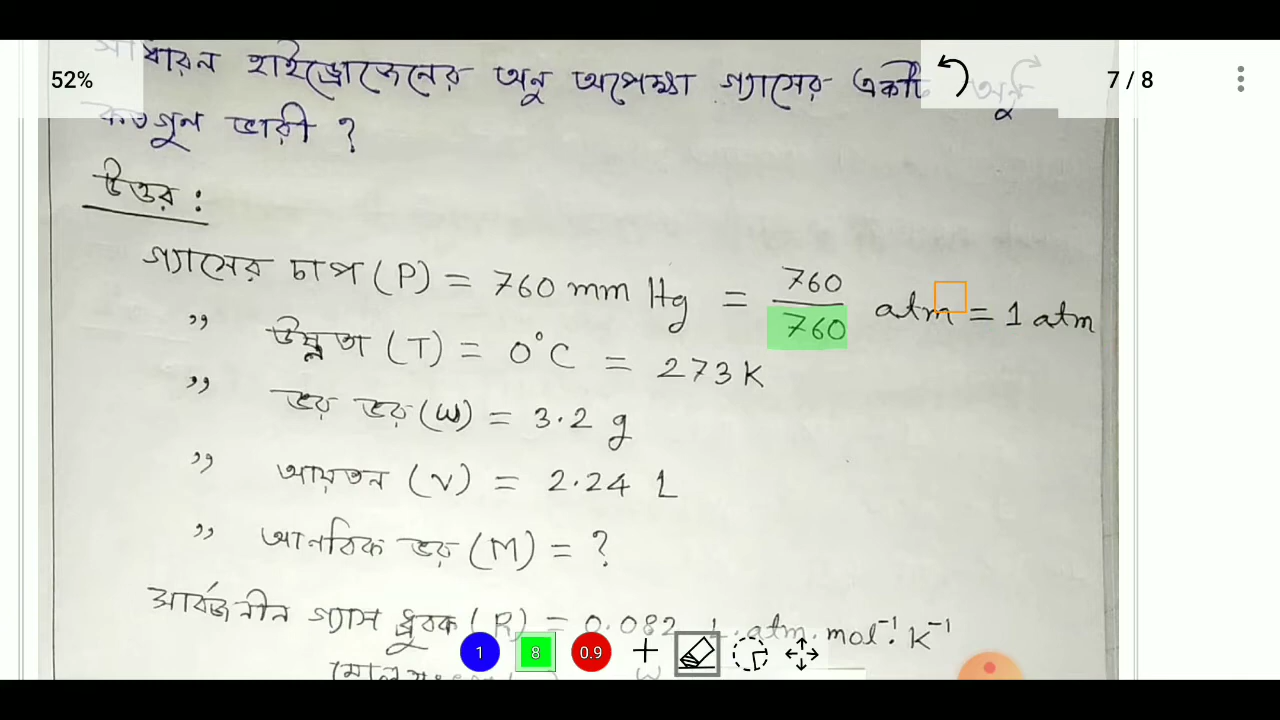 52%
7 / 8
সাধারন হাইড্রোজেনের অনু অপেক্ষা গ্যাসের একটি অনু
কতগুন ভারী ?
উত্তর :
গ্যাসের চাপ (P) = 760 mm Hg = 760/760 atm = 1 atm
" উষ্ণতা (T) = 0°C = 273 K
" ভর ভর (W) = 3.2 g
" আয়তন (V) = 2.24 L
" আনবিক ভর (M) = ?
সার্বজনীন গ্যাস ধ্রুবক (R) = 0.082 L.atm.mol⁻¹.K⁻¹
W
1 8 0.9